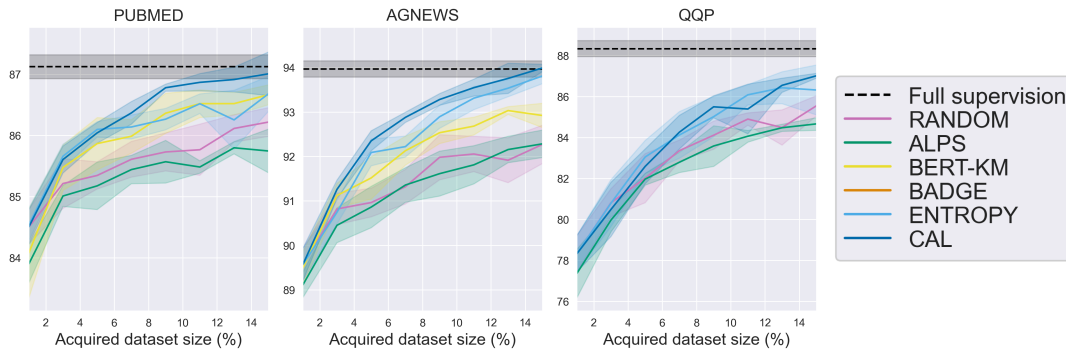 PUBMED
87
86
85
84
2 4 6 8 10 12 14
Acquired dataset size (%)
AGNEWS
94
93
92
91
90
89
2 4 6 8 10 12 14
Acquired dataset size (%)
QQP
88
86
84
82
80
78
76
2 4 6 8 10 12 14
Acquired dataset size (%)
Full supervision
RANDOM
ALPS
BERT-KM
BADGE
ENTROPY
CAL